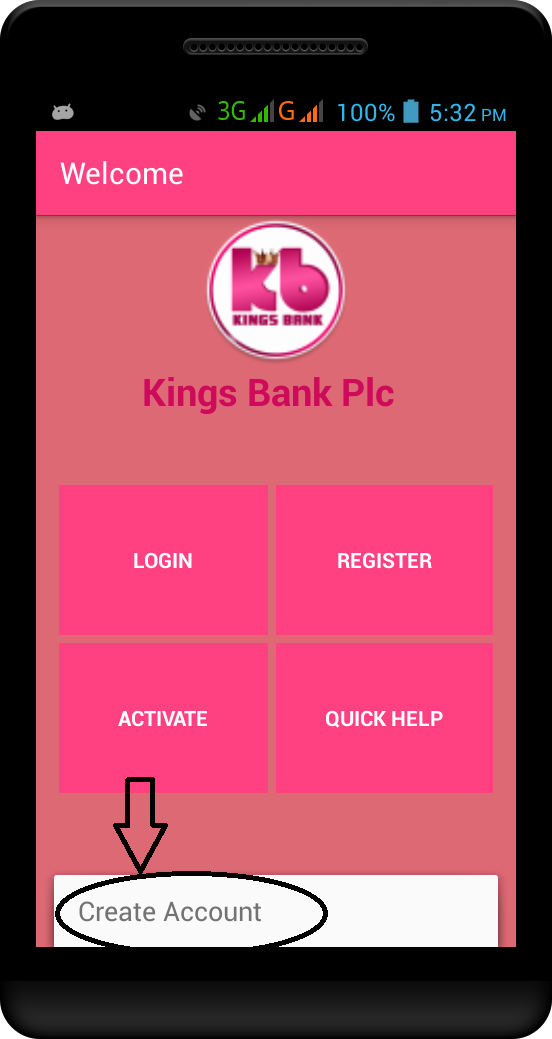 3G G 100% 5:32 PM
Welcome
kb
KINGS BANK
Kings Bank Plc
LOGIN REGISTER
ACTIVATE QUICK HELP
Create Account